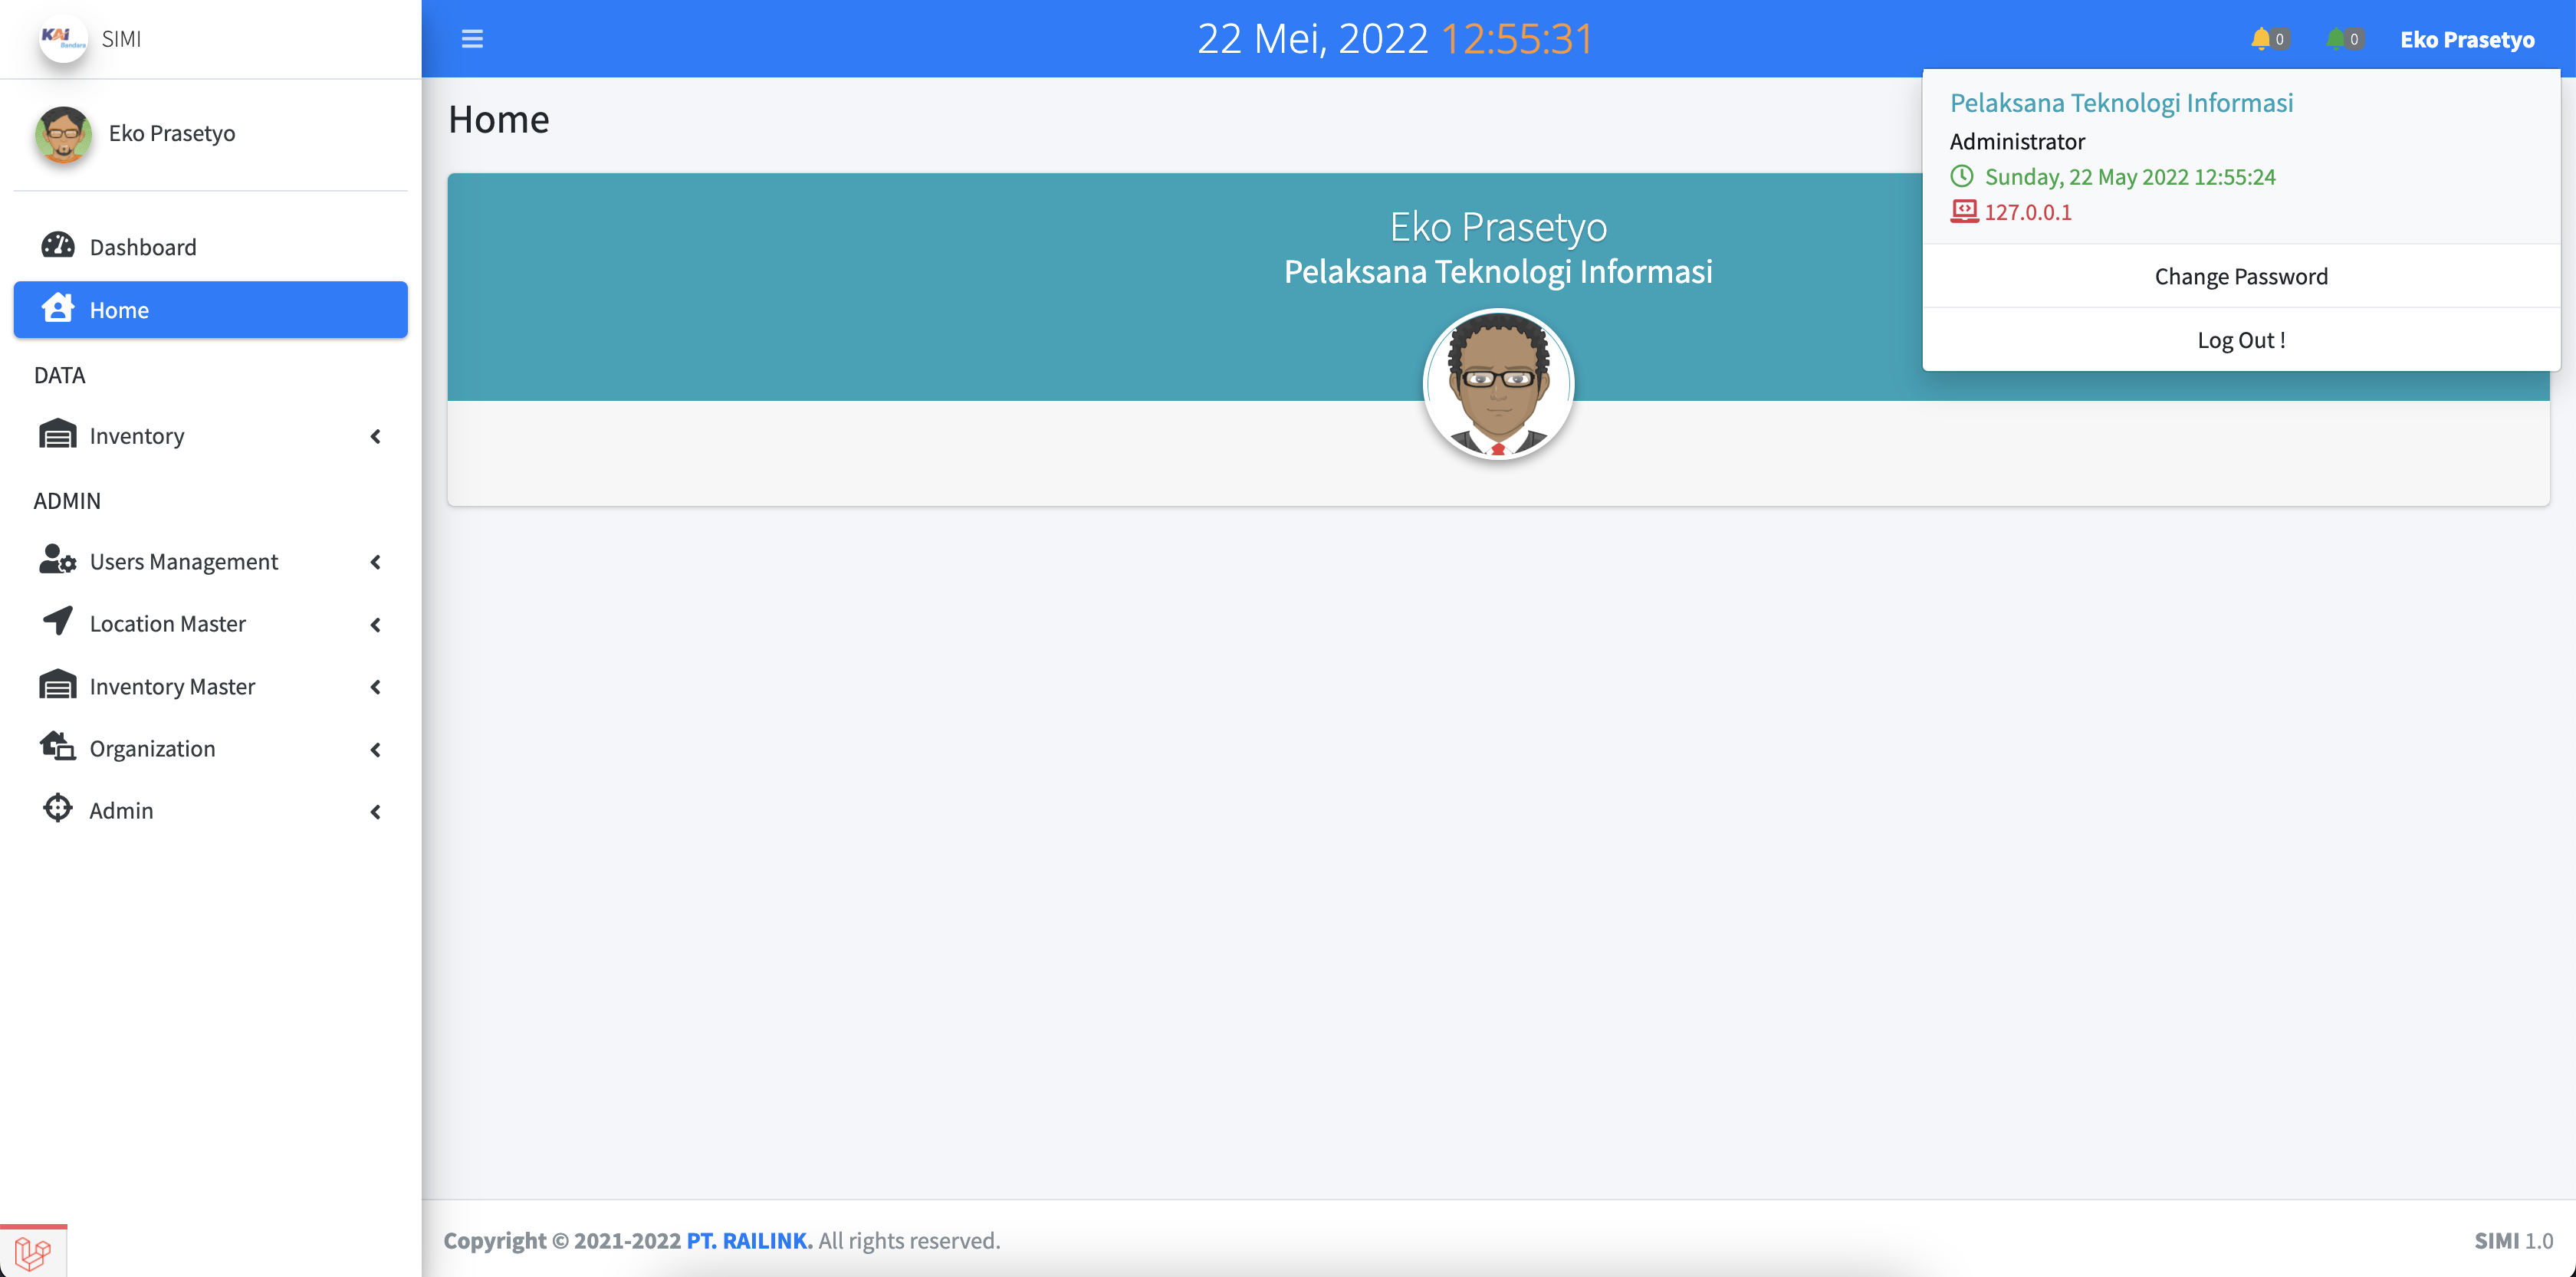 KAi
Bandara
SIMI
Eko Prasetyo
Dashboard
Home
DATA
Inventory
ADMIN
Users Management
Location Master
Inventory Master
Organization
Admin
22 Mei, 2022 12:55:31
0
0
Eko Prasetyo
Pelaksana Teknologi Informasi
Administrator
Sunday, 22 May 2022 12:55:24
127.0.0.1
Change Password
Log Out !
Home
Eko Prasetyo
Pelaksana Teknologi Informasi
Copyright © 2021-2022 PT. RAILINK. All rights reserved.
SIMI 1.0